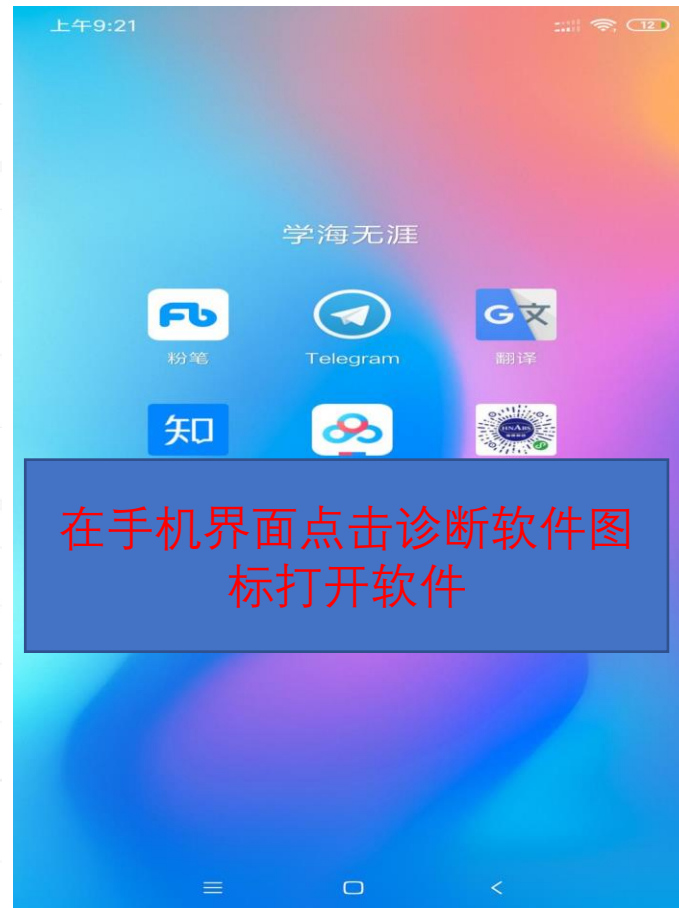 上午9:21
12
学海无涯
Fb
粉笔
Telegram
G文
翻译
知
HNABS
在手机界面点击诊断软件图
标打开软件